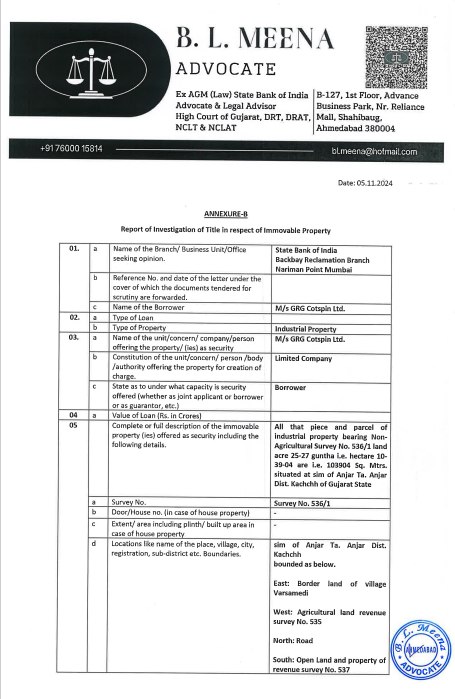 B. L. MEENA
ADVOCATE
Ex AGM (Law) State Bank of India
Advocate & Legal Advisor
High Court of Gujarat, DRT, DRAT,
NCLT & NCLAT
B-127, 1st Floor, Advance
Business Park, Nr. Reliance
Mall, Shahibaug,
Ahmedabad 380004
+91 76000 15814
bl.meena@hotmail.com
Date: 05.11.2024
ANNEXURE-B
Report of Investigation of Title in respect of Immovable Property
01. a Name of the Branch/ Business Unit/Office
seeking opinion.
State Bank of India
Backbay Reclamation Branch
Nariman Point Mumbai
b Reference No. and date of the letter under the
cover of which the documents tendered for
scrutiny are forwarded.
c Name of the Borrower M/s GRG Cotspin Ltd.
02. a Type of Loan
b Type of Property Industrial Property
03. a Name of the unit/concern/ company/person
offering the property/ (ies) as security
M/s GRG Cotspin Ltd.
b Constitution of the unit/concern/ person /body
/authority offering the property for creation of
charge.
Limited Company
c State as to under what capacity is security
offered (whether as joint applicant or borrower
or as guarantor, etc.)
Borrower
04 a Value of Loan (Rs. in Crores)
05 Complete or full description of the immovable
property (ies) offered as security including the
following details.
All that piece and parcel of
industrial property bearing Non-
Agricultural Survey No. 536/1 land
acre 25-27 guntha i.e. hectare 10-
39-04 are i.e. 103904 Sq. Mtrs.
situated at sim of Anjar Ta. Anjar
Dist. Kachchh of Gujarat State
a Survey No. Survey No. 536/1
b Door/House no. (in case of house property) -
c Extent/ area including plinth/ built up area in
case of house property
-
d Locations like name of the place, village, city,
registration, sub-district etc. Boundaries.
sim of Anjar Ta. Anjar Dist.
Kachchh
bounded as below.
East: Border land of village
Varsamedi
West: Agricultural land revenue
survey No. 535
North: Road
South: Open Land and property of
revenue survey No. 537
B. L. Meena
AHMEDABAD
ADVOCATE